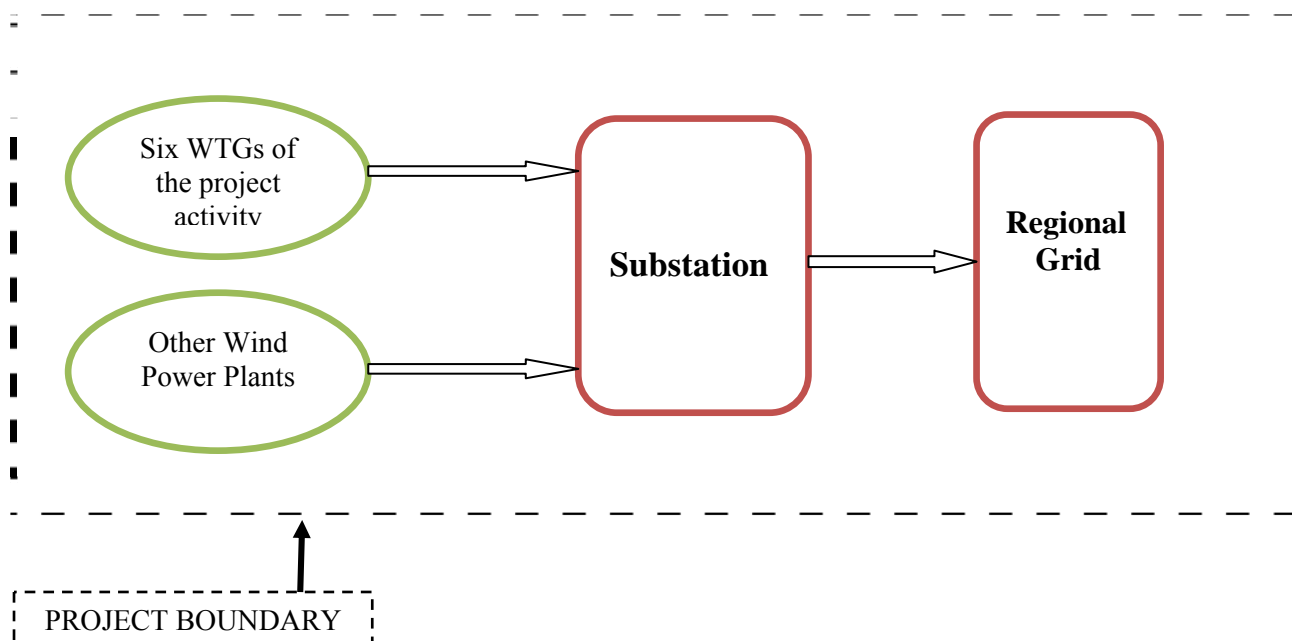 Six WTGs of
the project
activity
Other Wind
Power Plants
Substation
Regional
Grid
PROJECT BOUNDARY